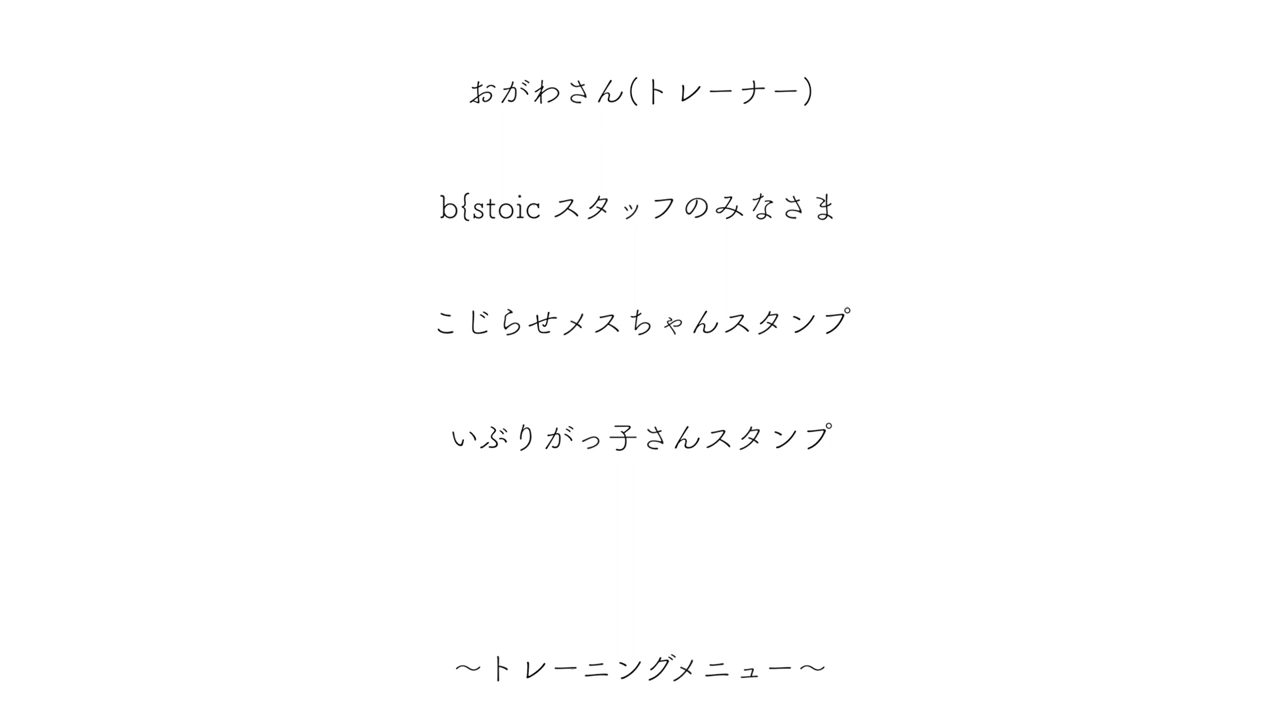 おがわさん(トレーナー)
b{stoic スタッフのみなさま
こじらせメスちゃんスタンプ
いぶりがっ子さんスタンプ
～トレーニングメニュー～